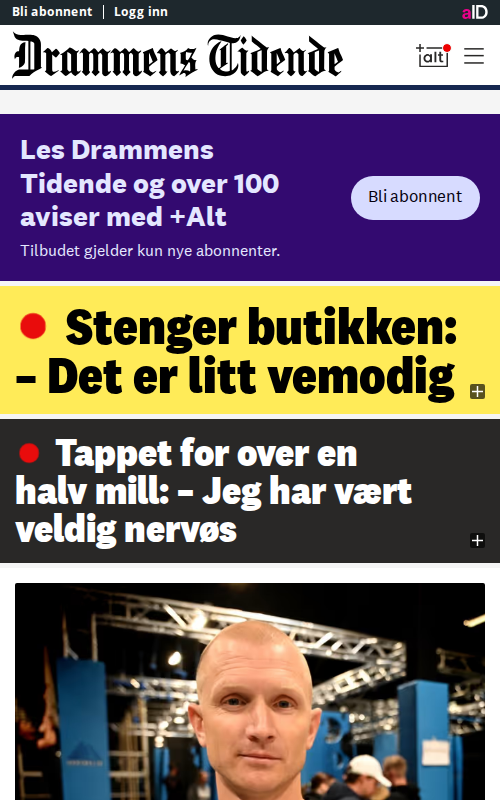 Bli abonnent | Logg inn
aID
Drammens Tidende
+alt
Les Drammens
Tidende og over 100
aviser med +Alt
Bli abonnent
Tilbudet gjelder kun nye abonnenter.
Stenger butikken:
– Det er litt vemodig
Tappet for over en
halv mill: – Jeg har vært
veldig nervøs